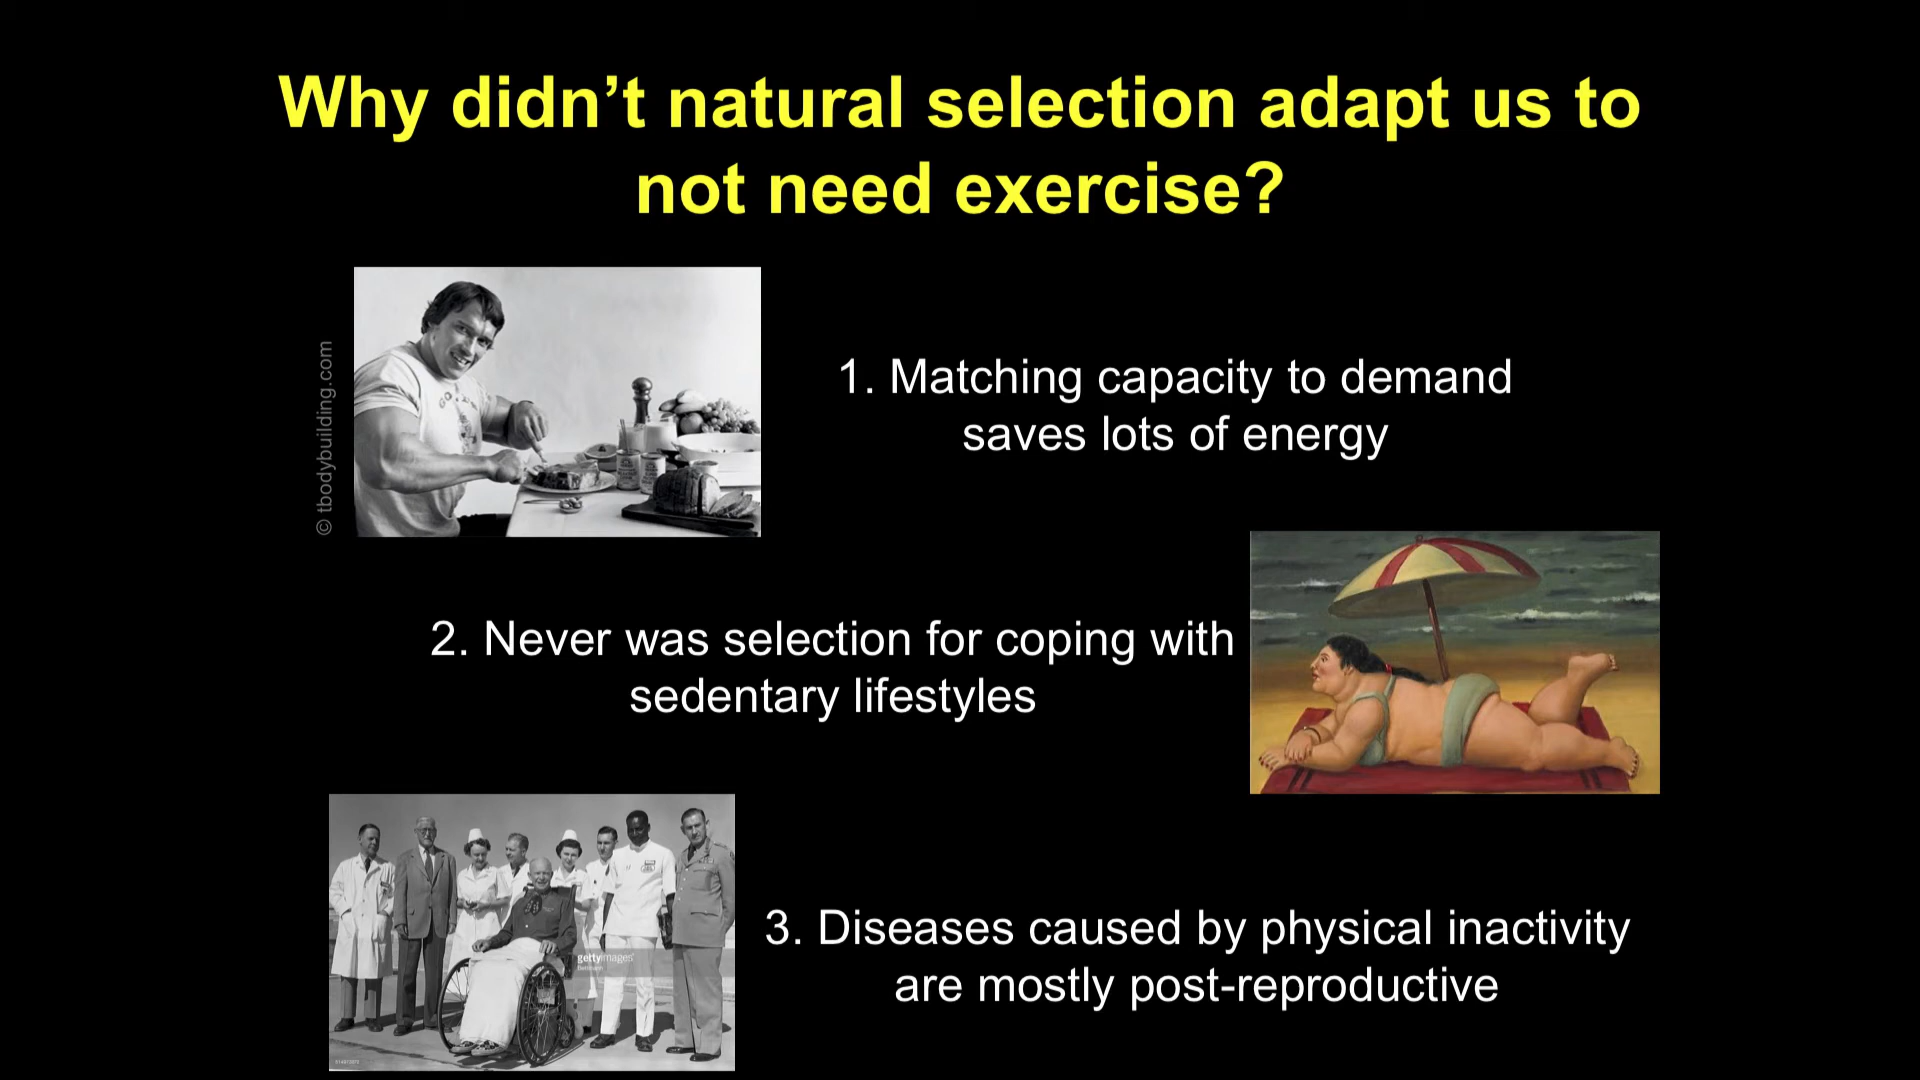 Why didn’t natural selection adapt us to
not need exercise?
© tbodybuilding.com
1. Matching capacity to demand
saves lots of energy
2. Never was selection for coping with
sedentary lifestyles
gettyimages
Bettmann
3. Diseases caused by physical inactivity
are mostly post-reproductive